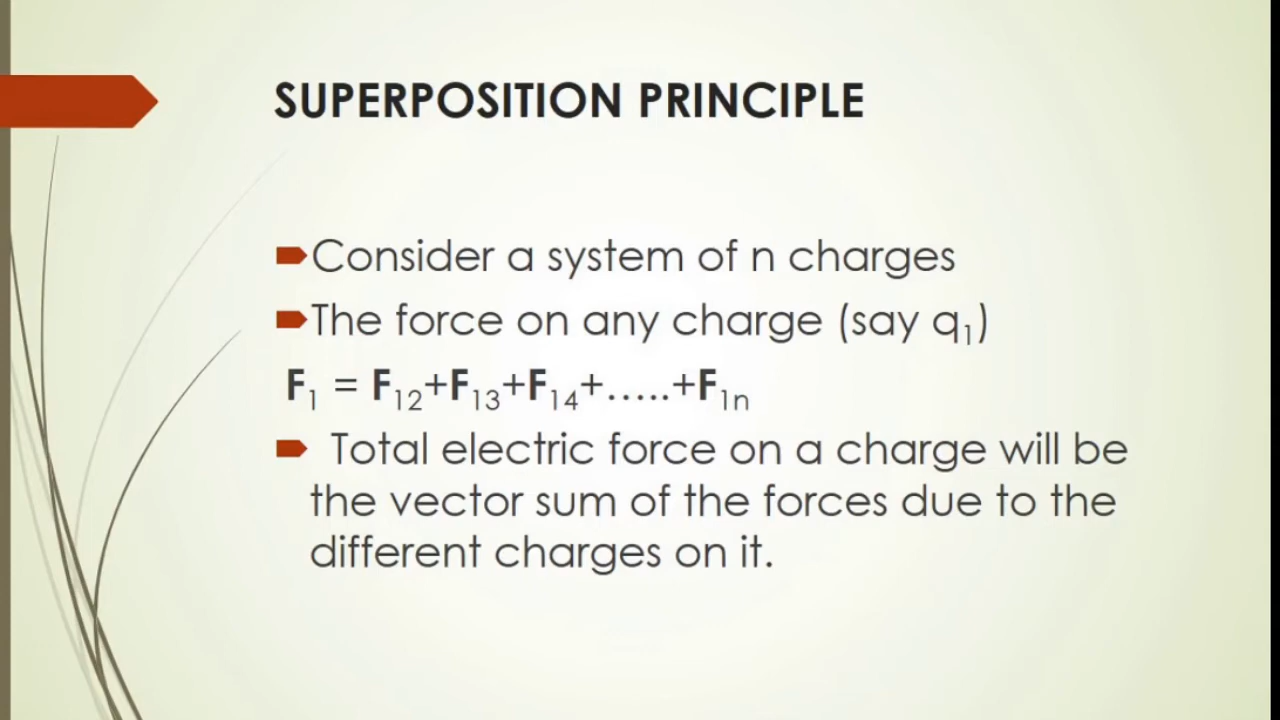 SUPERPOSITION PRINCIPLE
Consider a system of n charges
The force on any charge (say q₁)
F₁ = F₁₂+F₁₃+F₁₄+…..+F₁ₙ
Total electric force on a charge will be
the vector sum of the forces due to the
different charges on it.